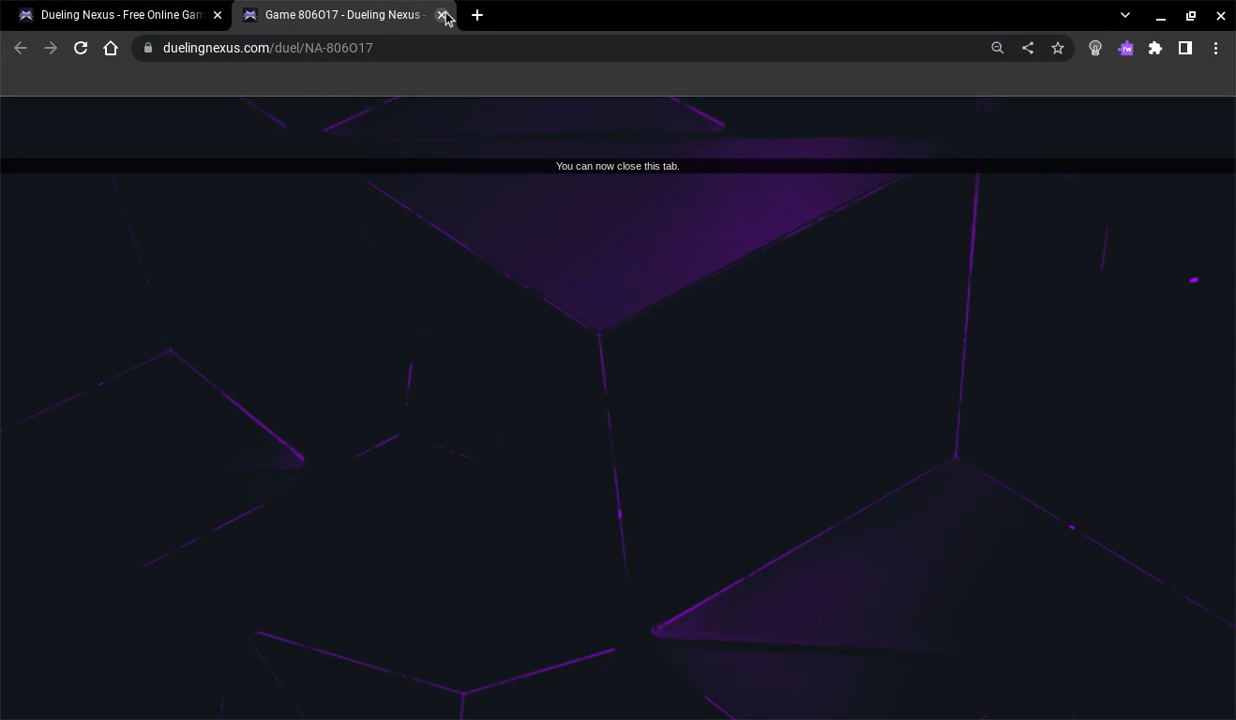 Dueling Nexus - Free Online Gam
Game 806O17 - Dueling Nexus -
duelingnexus.com/duel/NA-806O17
rw
You can now close this tab.